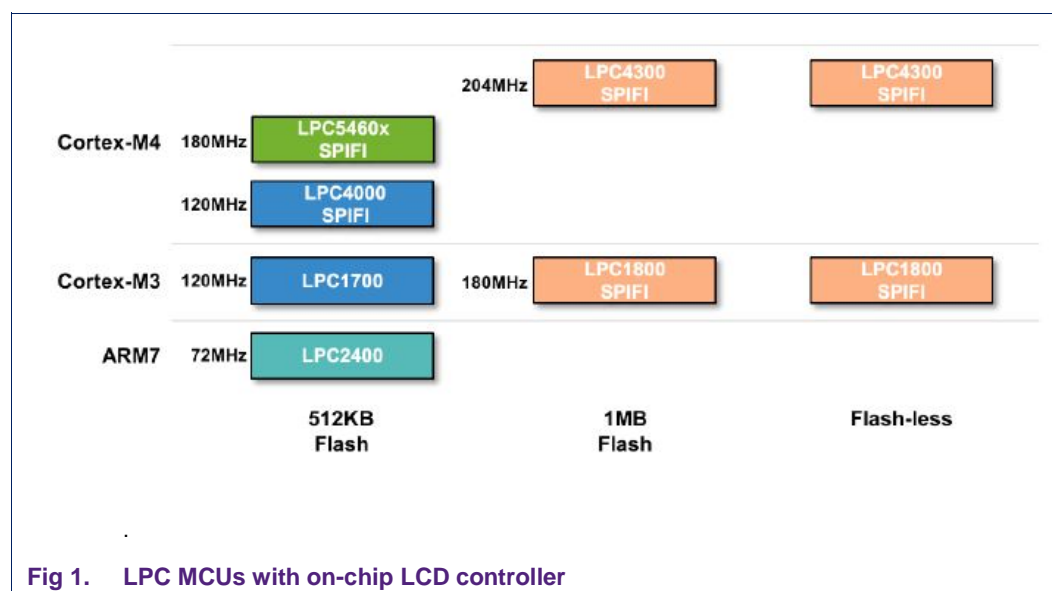 204MHz
LPC4300
SPIFI
LPC4300
SPIFI
Cortex-M4
180MHz
LPC5460x
SPIFI
120MHz
LPC4000
SPIFI
Cortex-M3
120MHz
LPC1700
180MHz
LPC1800
SPIFI
LPC1800
SPIFI
ARM7
72MHz
LPC2400
512KB
Flash
1MB
Flash
Flash-less
.
Fig 1. LPC MCUs with on-chip LCD controller